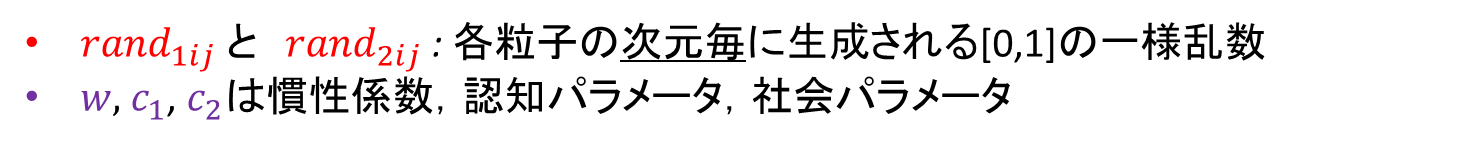 • rand₁ᵢⱼ と rand₂ᵢⱼ : 各粒子の次元毎に生成される[0,1]の一様乱数
• w, c₁, c₂は慣性係数，認知パラメータ，社会パラメータ